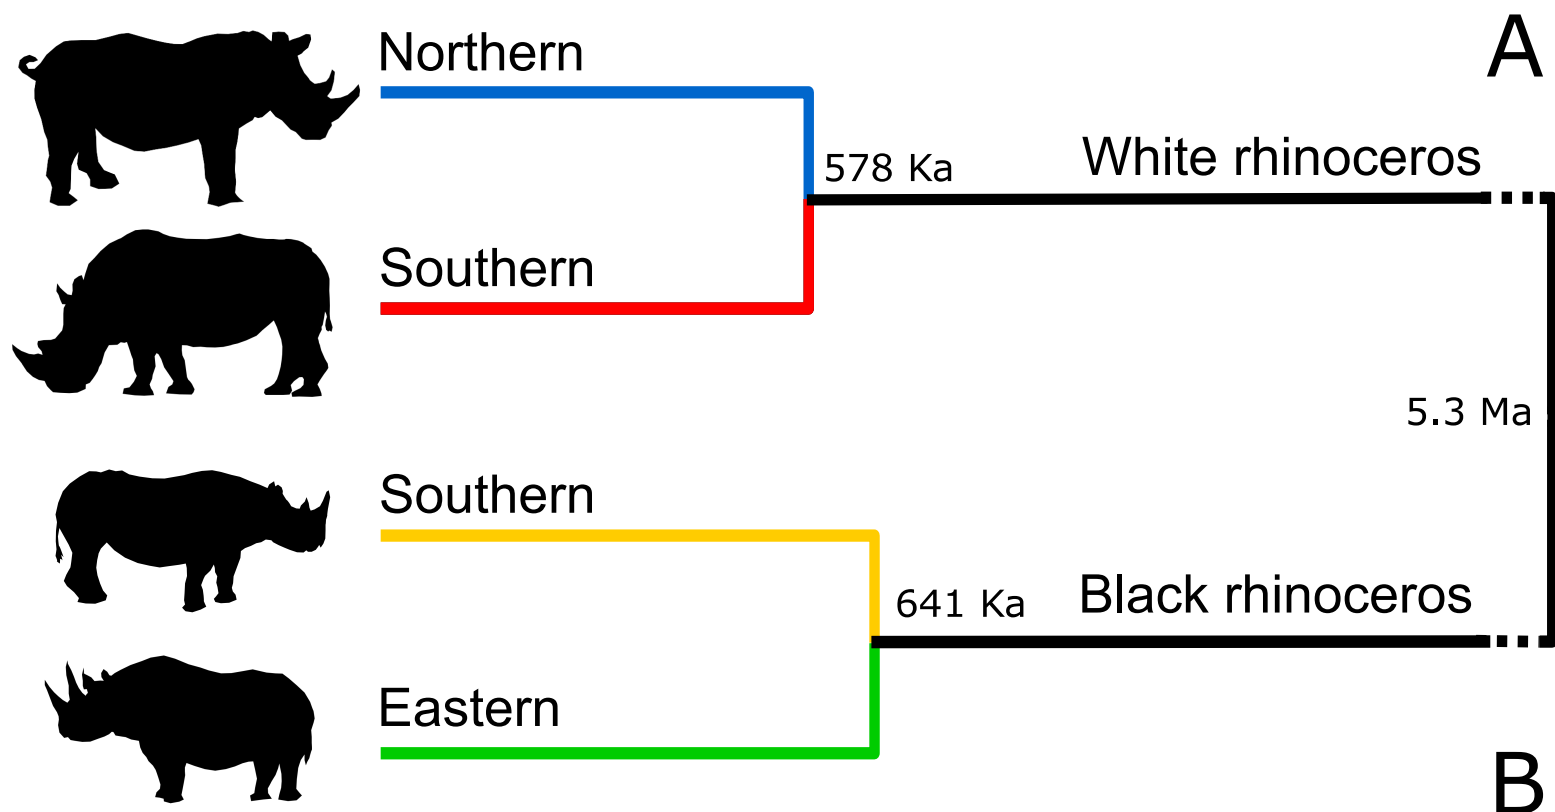 A
Northern
578 Ka
White rhinoceros
Southern
5.3 Ma
Southern
641 Ka
Black rhinoceros
Eastern
B